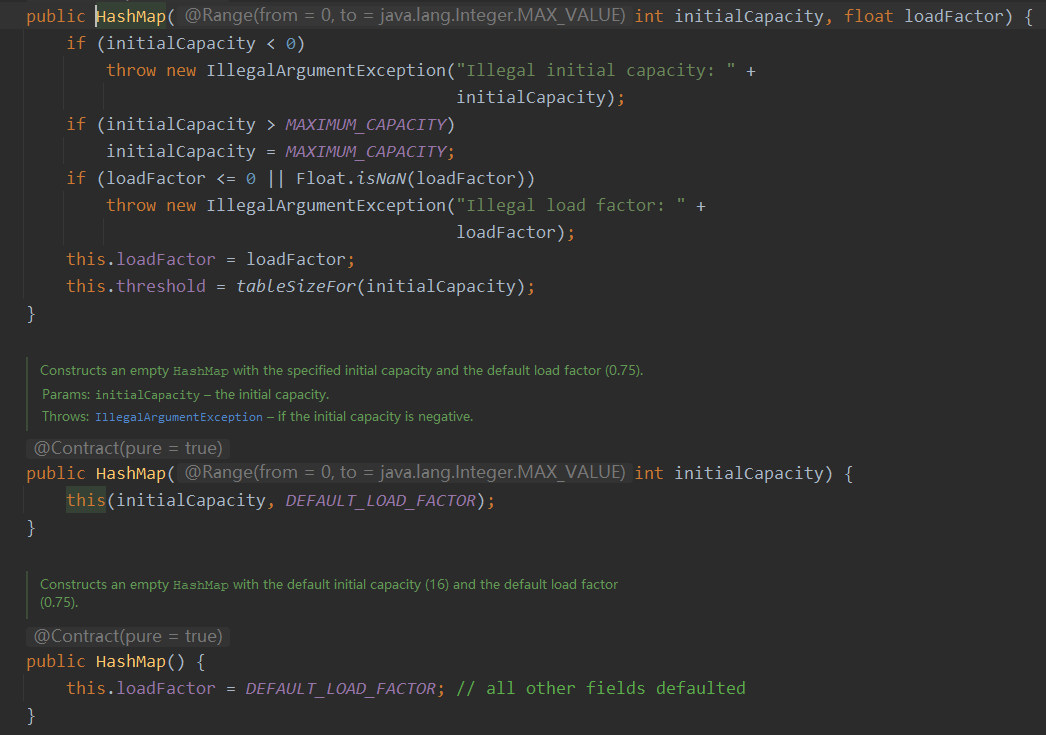 public HashMap( @Range(from = 0, to = java.lang.Integer.MAX_VALUE) int initialCapacity, float loadFactor) {
if (initialCapacity < 0)
throw new IllegalArgumentException("Illegal initial capacity: " +
initialCapacity);
if (initialCapacity > MAXIMUM_CAPACITY)
initialCapacity = MAXIMUM_CAPACITY;
if (loadFactor <= 0 || Float.isNaN(loadFactor))
throw new IllegalArgumentException("Illegal load factor: " +
loadFactor);
this.loadFactor = loadFactor;
this.threshold = tableSizeFor(initialCapacity);
}
Constructs an empty HashMap with the specified initial capacity and the default load factor (0.75).
Params: initialCapacity – the initial capacity.
Throws: IllegalArgumentException – if the initial capacity is negative.
@Contract(pure = true)
public HashMap( @Range(from = 0, to = java.lang.Integer.MAX_VALUE) int initialCapacity) {
this(initialCapacity, DEFAULT_LOAD_FACTOR);
}
Constructs an empty HashMap with the default initial capacity (16) and the default load factor
(0.75).
@Contract(pure = true)
public HashMap() {
this.loadFactor = DEFAULT_LOAD_FACTOR; // all other fields defaulted
}